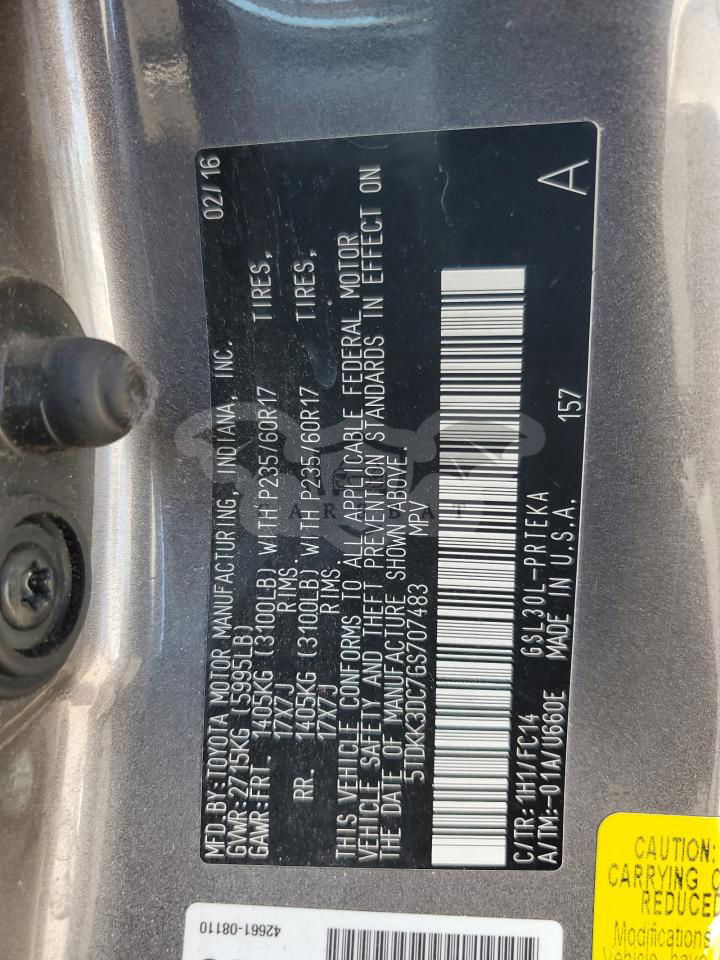 MFD.BY:TOYOTA MOTOR MANUFACTURING, INDIANA, INC. 02/16
GVWR:2715KG (5995LB)
GAWR:FRT. 1405KG (3100LB) WITH P235/60R17 TIRES,
17X7J RIMS.
RR. 1405KG (3100LB) WITH P235/60R17 TIRES,
17X7J RIMS.
THIS VEHICLE CONFORMS TO ALL APPLICABLE FEDERAL MOTOR
VEHICLE SAFETY AND THEFT PREVENTION STANDARDS IN EFFECT ON
THE DATE OF MANUFACTURE SHOWN ABOVE.
5TDKK3DC7GS707483 MPV
C/TR:1H1/FC14 GSL30L-PRTEKA 157 A
A/TM:-01A/U660E MADE IN U.S.A.
42661-08110
CAUTION:
CARRYING
REDUCED
Modifications
Vehicle have